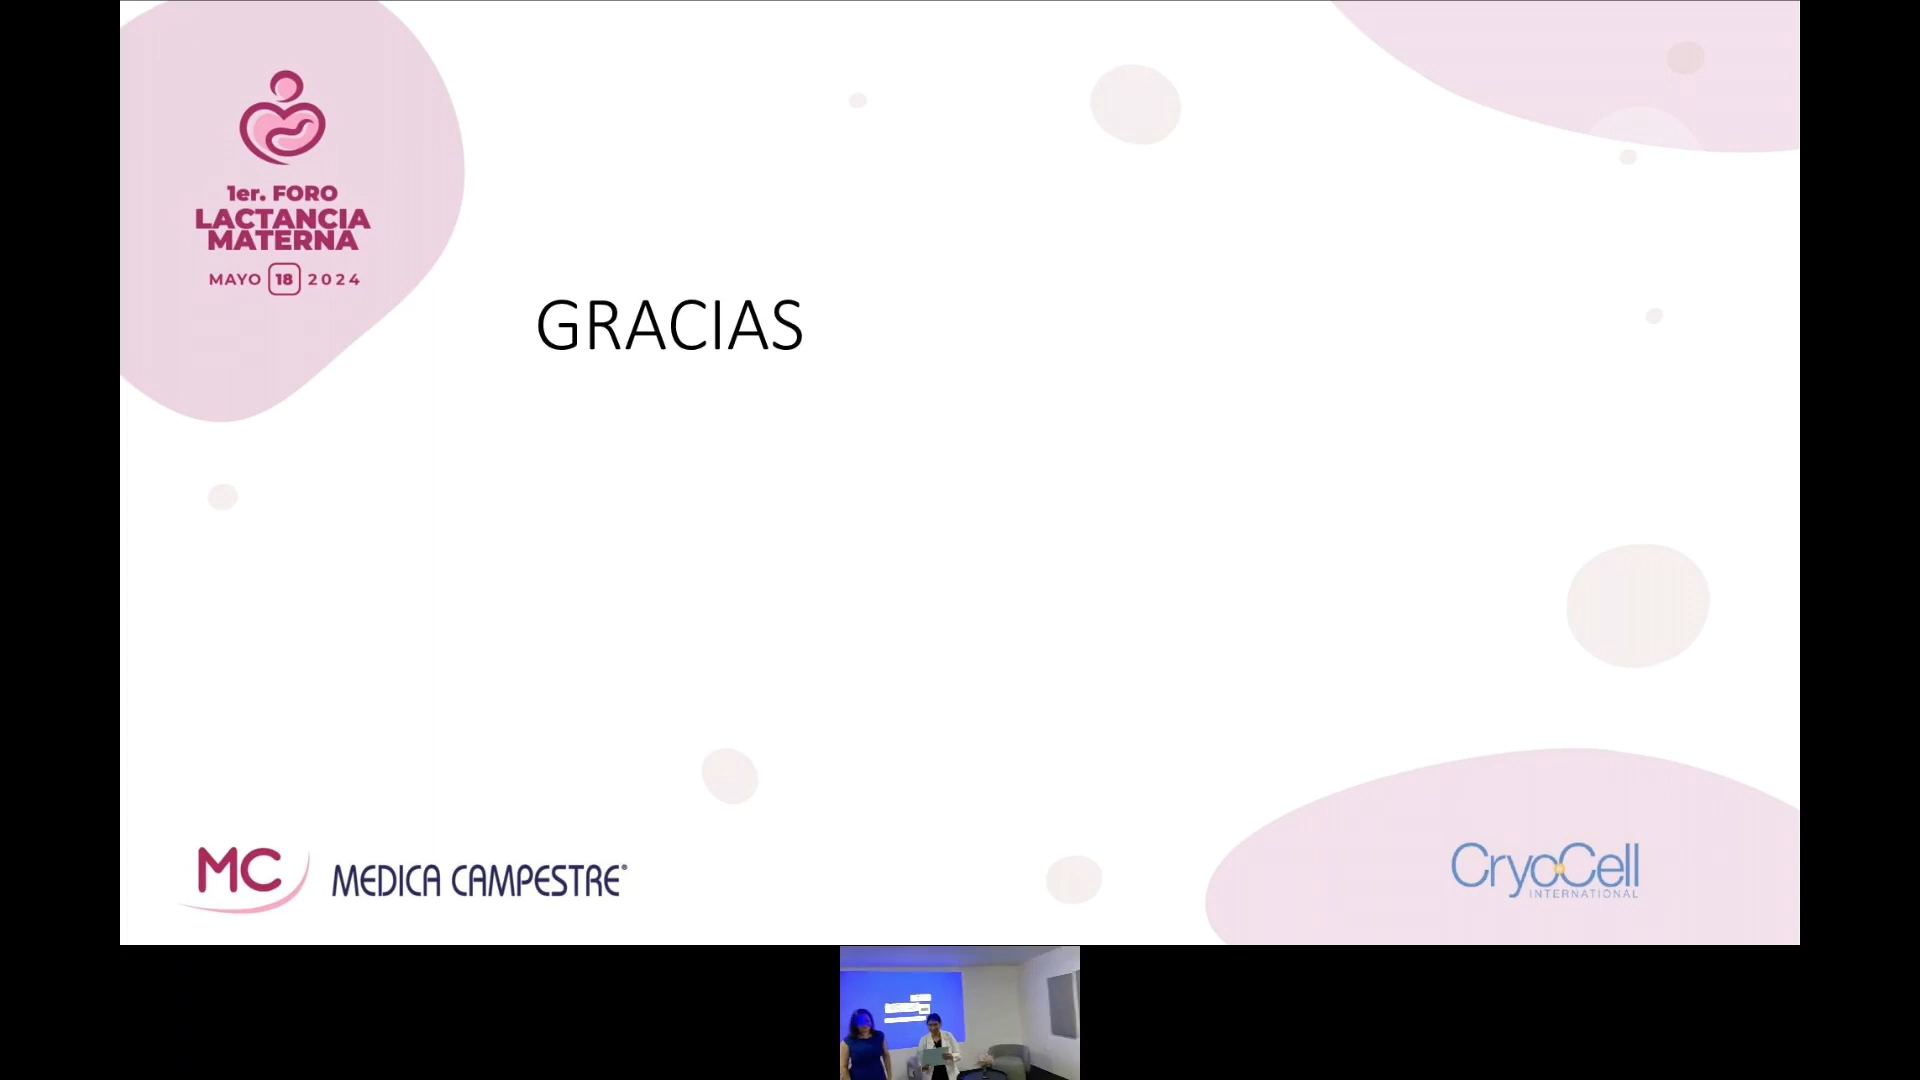 1er. FORO
LACTANCIA
MATERNA
MAYO 18 2024
GRACIAS
MC MEDICA CAMPESTRE®
CryoCell
INTERNATIONAL